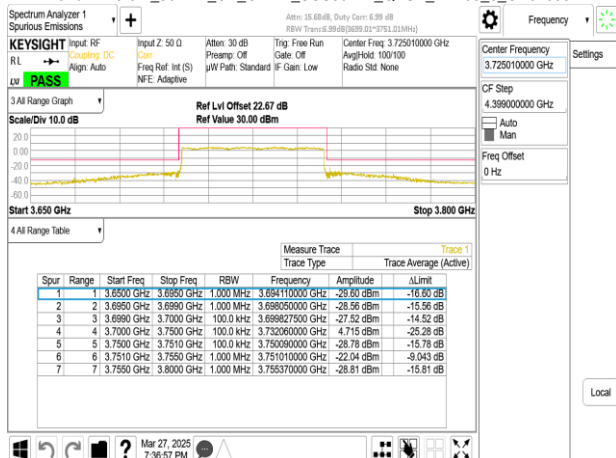 Spectrum Analyzer 1
Spurious Emissions
Attn: 15.68dB, Duty Corr: 6.99 dB
RBW Trans:6.99dB(3699.01~3751.01MHz)
Frequency
KEYSIGHT Input: RF Input Z: 50 Ω Atten: 30 dB Trig: Free Run Center Freq: 3.725010000 GHz
RL Coupling: DC Corr Preamp: Off Gate: Off Avg|Hold: 100/100
Align: Auto Freq Ref: Int (S) µW Path: Standard IF Gain: Low Radio Std: None
LXI PASS NFE: Adaptive
Center Frequency
3.725010000 GHz
Settings
CF Step
4.399000000 GHz
Auto
Man
Freq Offset
0 Hz
3 All Range Graph
Scale/Div 10.0 dB
Ref Lvl Offset 22.67 dB
Ref Value 30.00 dBm
20.0
0.00
-20.0
-40.0
-60.0
Start 3.650 GHz Stop 3.800 GHz
4 All Range Table
Measure Trace Trace 1
Trace Type Trace Average (Active)
Spur Range Start Freq Stop Freq RBW Frequency Amplitude ΔLimit
1 1 3.6500 GHz 3.6950 GHz 1.000 MHz 3.694110000 GHz -29.60 dBm -16.60 dB
2 2 3.6950 GHz 3.6990 GHz 1.000 MHz 3.698050000 GHz -28.56 dBm -15.56 dB
3 3 3.6990 GHz 3.7000 GHz 100.0 kHz 3.699827500 GHz -27.52 dBm -14.52 dB
4 4 3.7000 GHz 3.7500 GHz 100.0 kHz 3.732060000 GHz 4.715 dBm -25.28 dB
5 5 3.7500 GHz 3.7510 GHz 100.0 kHz 3.750090000 GHz -28.78 dBm -15.78 dB
6 6 3.7510 GHz 3.7550 GHz 1.000 MHz 3.751010000 GHz -22.04 dBm -9.043 dB
7 7 3.7550 GHz 3.8000 GHz 1.000 MHz 3.755370000 GHz -28.81 dBm -15.81 dB
Local
Mar 27, 2025
7:36:57 PM